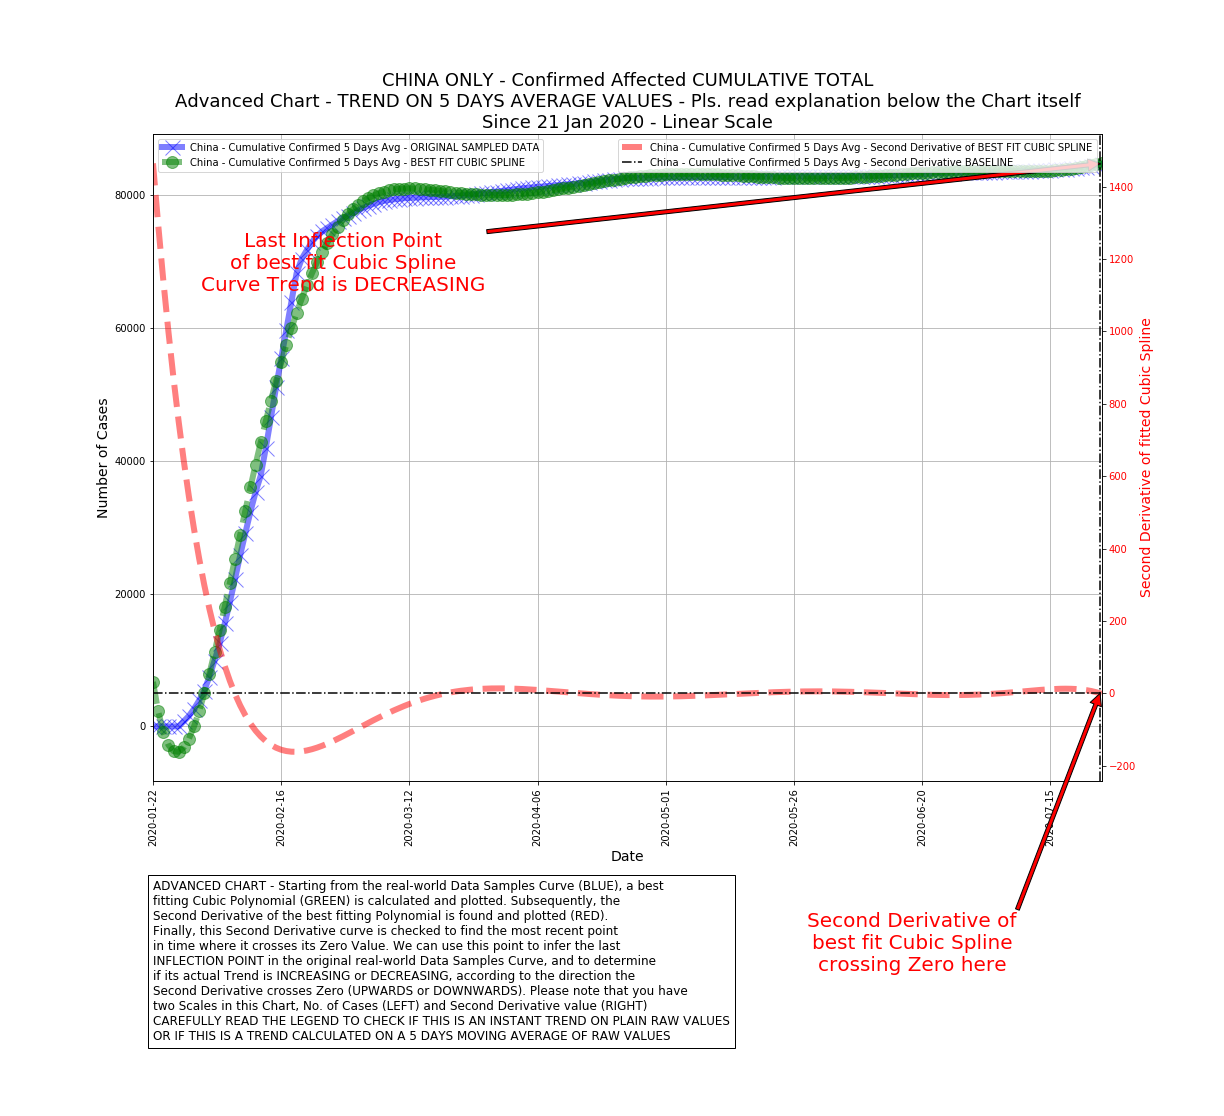 CHINA ONLY - Confirmed Affected CUMULATIVE TOTAL
Advanced Chart - TREND ON 5 DAYS AVERAGE VALUES - Pls. read explanation below the Chart itself
Since 21 Jan 2020 - Linear Scale
China - Cumulative Confirmed 5 Days Avg - ORIGINAL SAMPLED DATA
China - Cumulative Confirmed 5 Days Avg - BEST FIT CUBIC SPLINE
China - Cumulative Confirmed 5 Days Avg - Second Derivative of BEST FIT CUBIC SPLINE
China - Cumulative Confirmed 5 Days Avg - Second Derivative BASELINE
Last Inflection Point
of best fit Cubic Spline
Curve Trend is DECREASING
Number of Cases
80000
60000
40000
20000
0
1400
1200
1000
800
600
400
200
0
−200
Second Derivative of fitted Cubic Spline
2020-01-22
2020-02-16
2020-03-12
2020-04-06
2020-05-01
2020-05-26
2020-06-20
2020-07-15
Date
ADVANCED CHART - Starting from the real-world Data Samples Curve (BLUE), a best
fitting Cubic Polynomial (GREEN) is calculated and plotted. Subsequently, the
Second Derivative of the best fitting Polynomial is found and plotted (RED).
Finally, this Second Derivative curve is checked to find the most recent point
in time where it crosses its Zero Value. We can use this point to infer the last
INFLECTION POINT in the original real-world Data Samples Curve, and to determine
if its actual Trend is INCREASING or DECREASING, according to the direction the
Second Derivative crosses Zero (UPWARDS or DOWNWARDS). Please note that you have
two Scales in this Chart, No. of Cases (LEFT) and Second Derivative value (RIGHT)
CAREFULLY READ THE LEGEND TO CHECK IF THIS IS AN INSTANT TREND ON PLAIN RAW VALUES
OR IF THIS IS A TREND CALCULATED ON A 5 DAYS MOVING AVERAGE OF RAW VALUES
Second Derivative of
best fit Cubic Spline
crossing Zero here